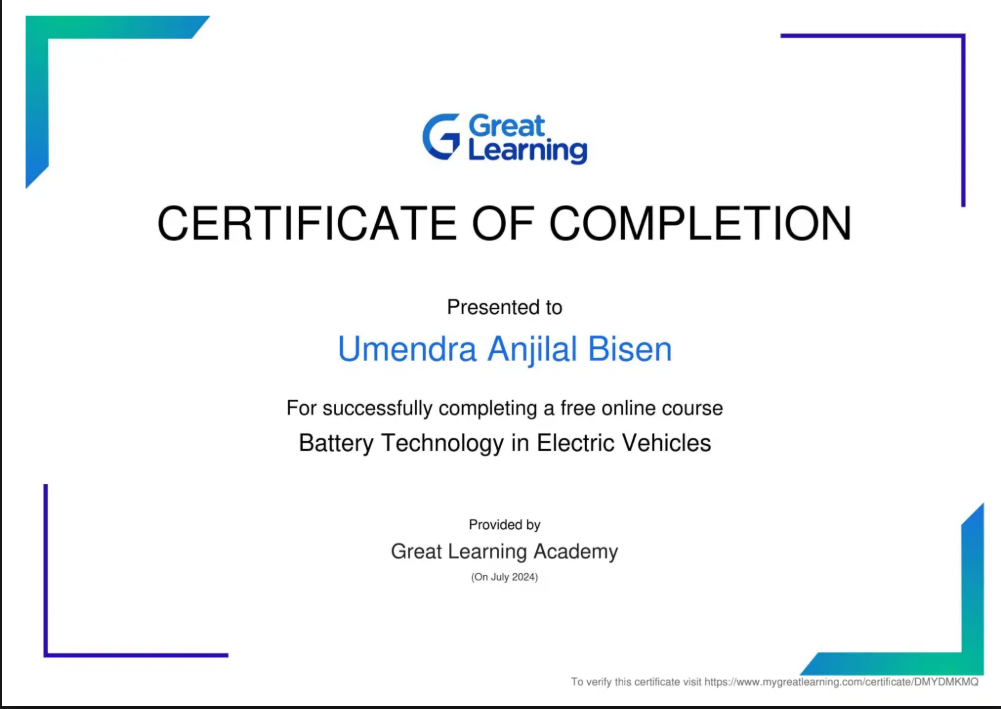 Great
Learning
CERTIFICATE OF COMPLETION
Presented to
Umendra Anjilal Bisen
For successfully completing a free online course
Battery Technology in Electric Vehicles
Provided by
Great Learning Academy
(On July 2024)
To verify this certificate visit https://www.mygreatlearning.com/certificate/DMYDMKMQ